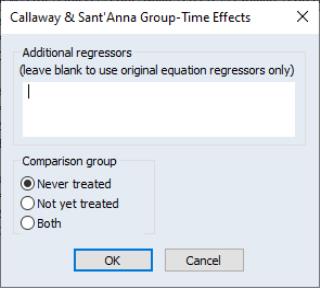 Callaway & Sant'Anna Group-Time Effects
Additional regressors
(leave blank to use original equation regressors only)
Comparison group
Never treated
Not yet treated
Both
OK
Cancel